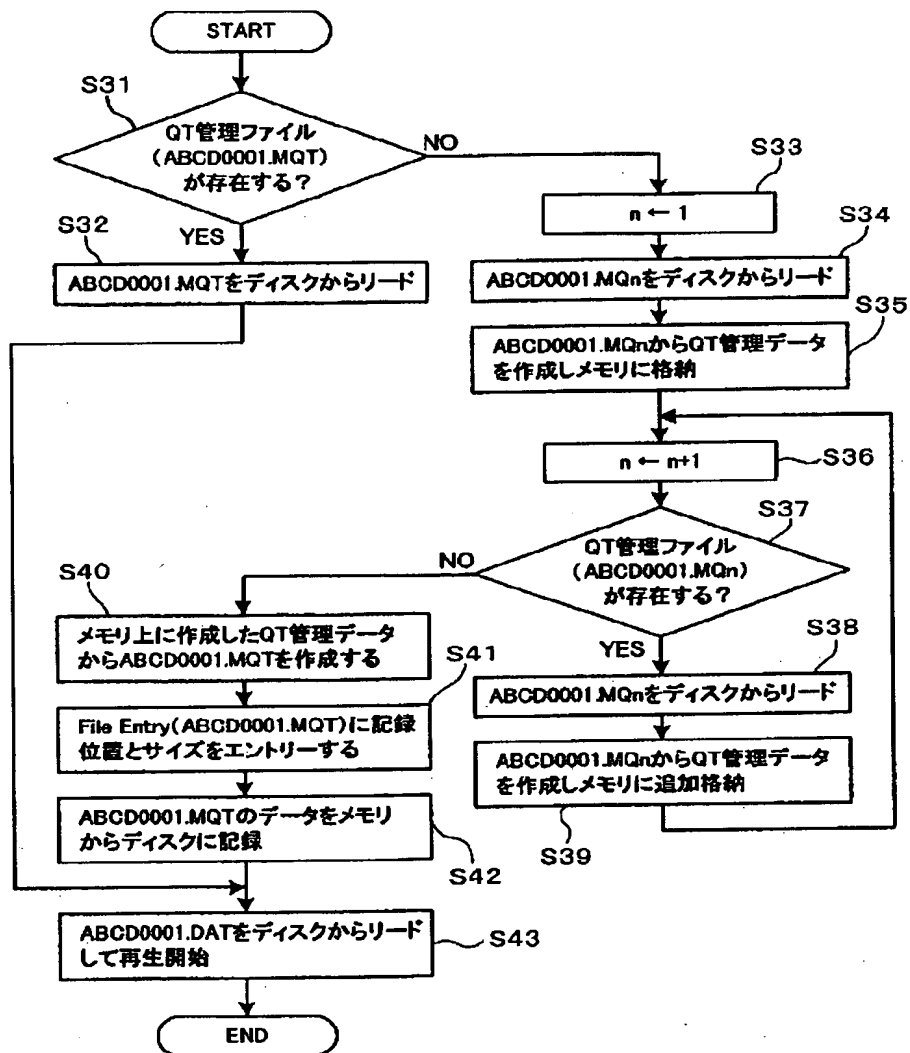 START
S31
QT管理ファイル
(ABCD0001.MQT)
が存在する？
NO
YES
S32
ABCD0001.MQTをディスクからリード
S33
n ← 1
S34
ABCD0001.MQnをディスクからリード
S35
ABCD0001.MQnからQT管理データ
を作成しメモリに格納
n ← n+1
S36
S37
QT管理ファイル
(ABCD0001.MQn)
が存在する？
NO
YES
S38
ABCD0001.MQnをディスクからリード
ABCD0001.MQnからQT管理データ
を作成しメモリに追加格納
S39
S40
メモリ上に作成したQT管理データ
からABCD0001.MQTを作成する
S41
File Entry(ABCD0001.MQT)に記録
位置とサイズをエントリーする
ABCD0001.MQTのデータをメモリ
からディスクに記録
S42
ABCD0001.DATをディスクからリード
して再生開始
S43
END